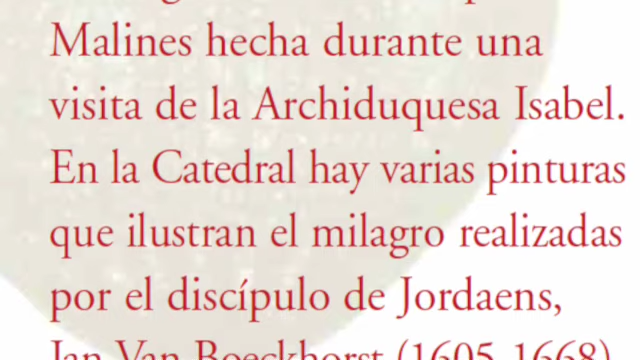 Malines hecha durante una
visita de la Archiduquesa Isabel.
En la Catedral hay varias pinturas
que ilustran el milagro realizadas
por el discípulo de Jordaens,
Jan Van Boeckhorst (1605-1668)